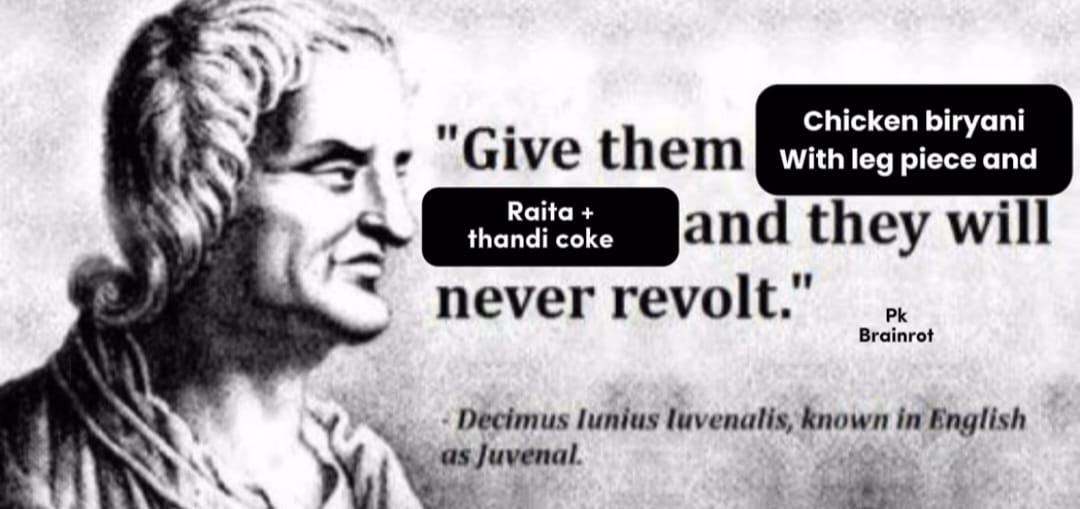 "Give them Chicken biryani
With leg piece and
Raita +
thandi coke and they will
never revolt."
Pk
Brainrot
- Decimus Iunius Iuvenalis, known in English
as Juvenal.